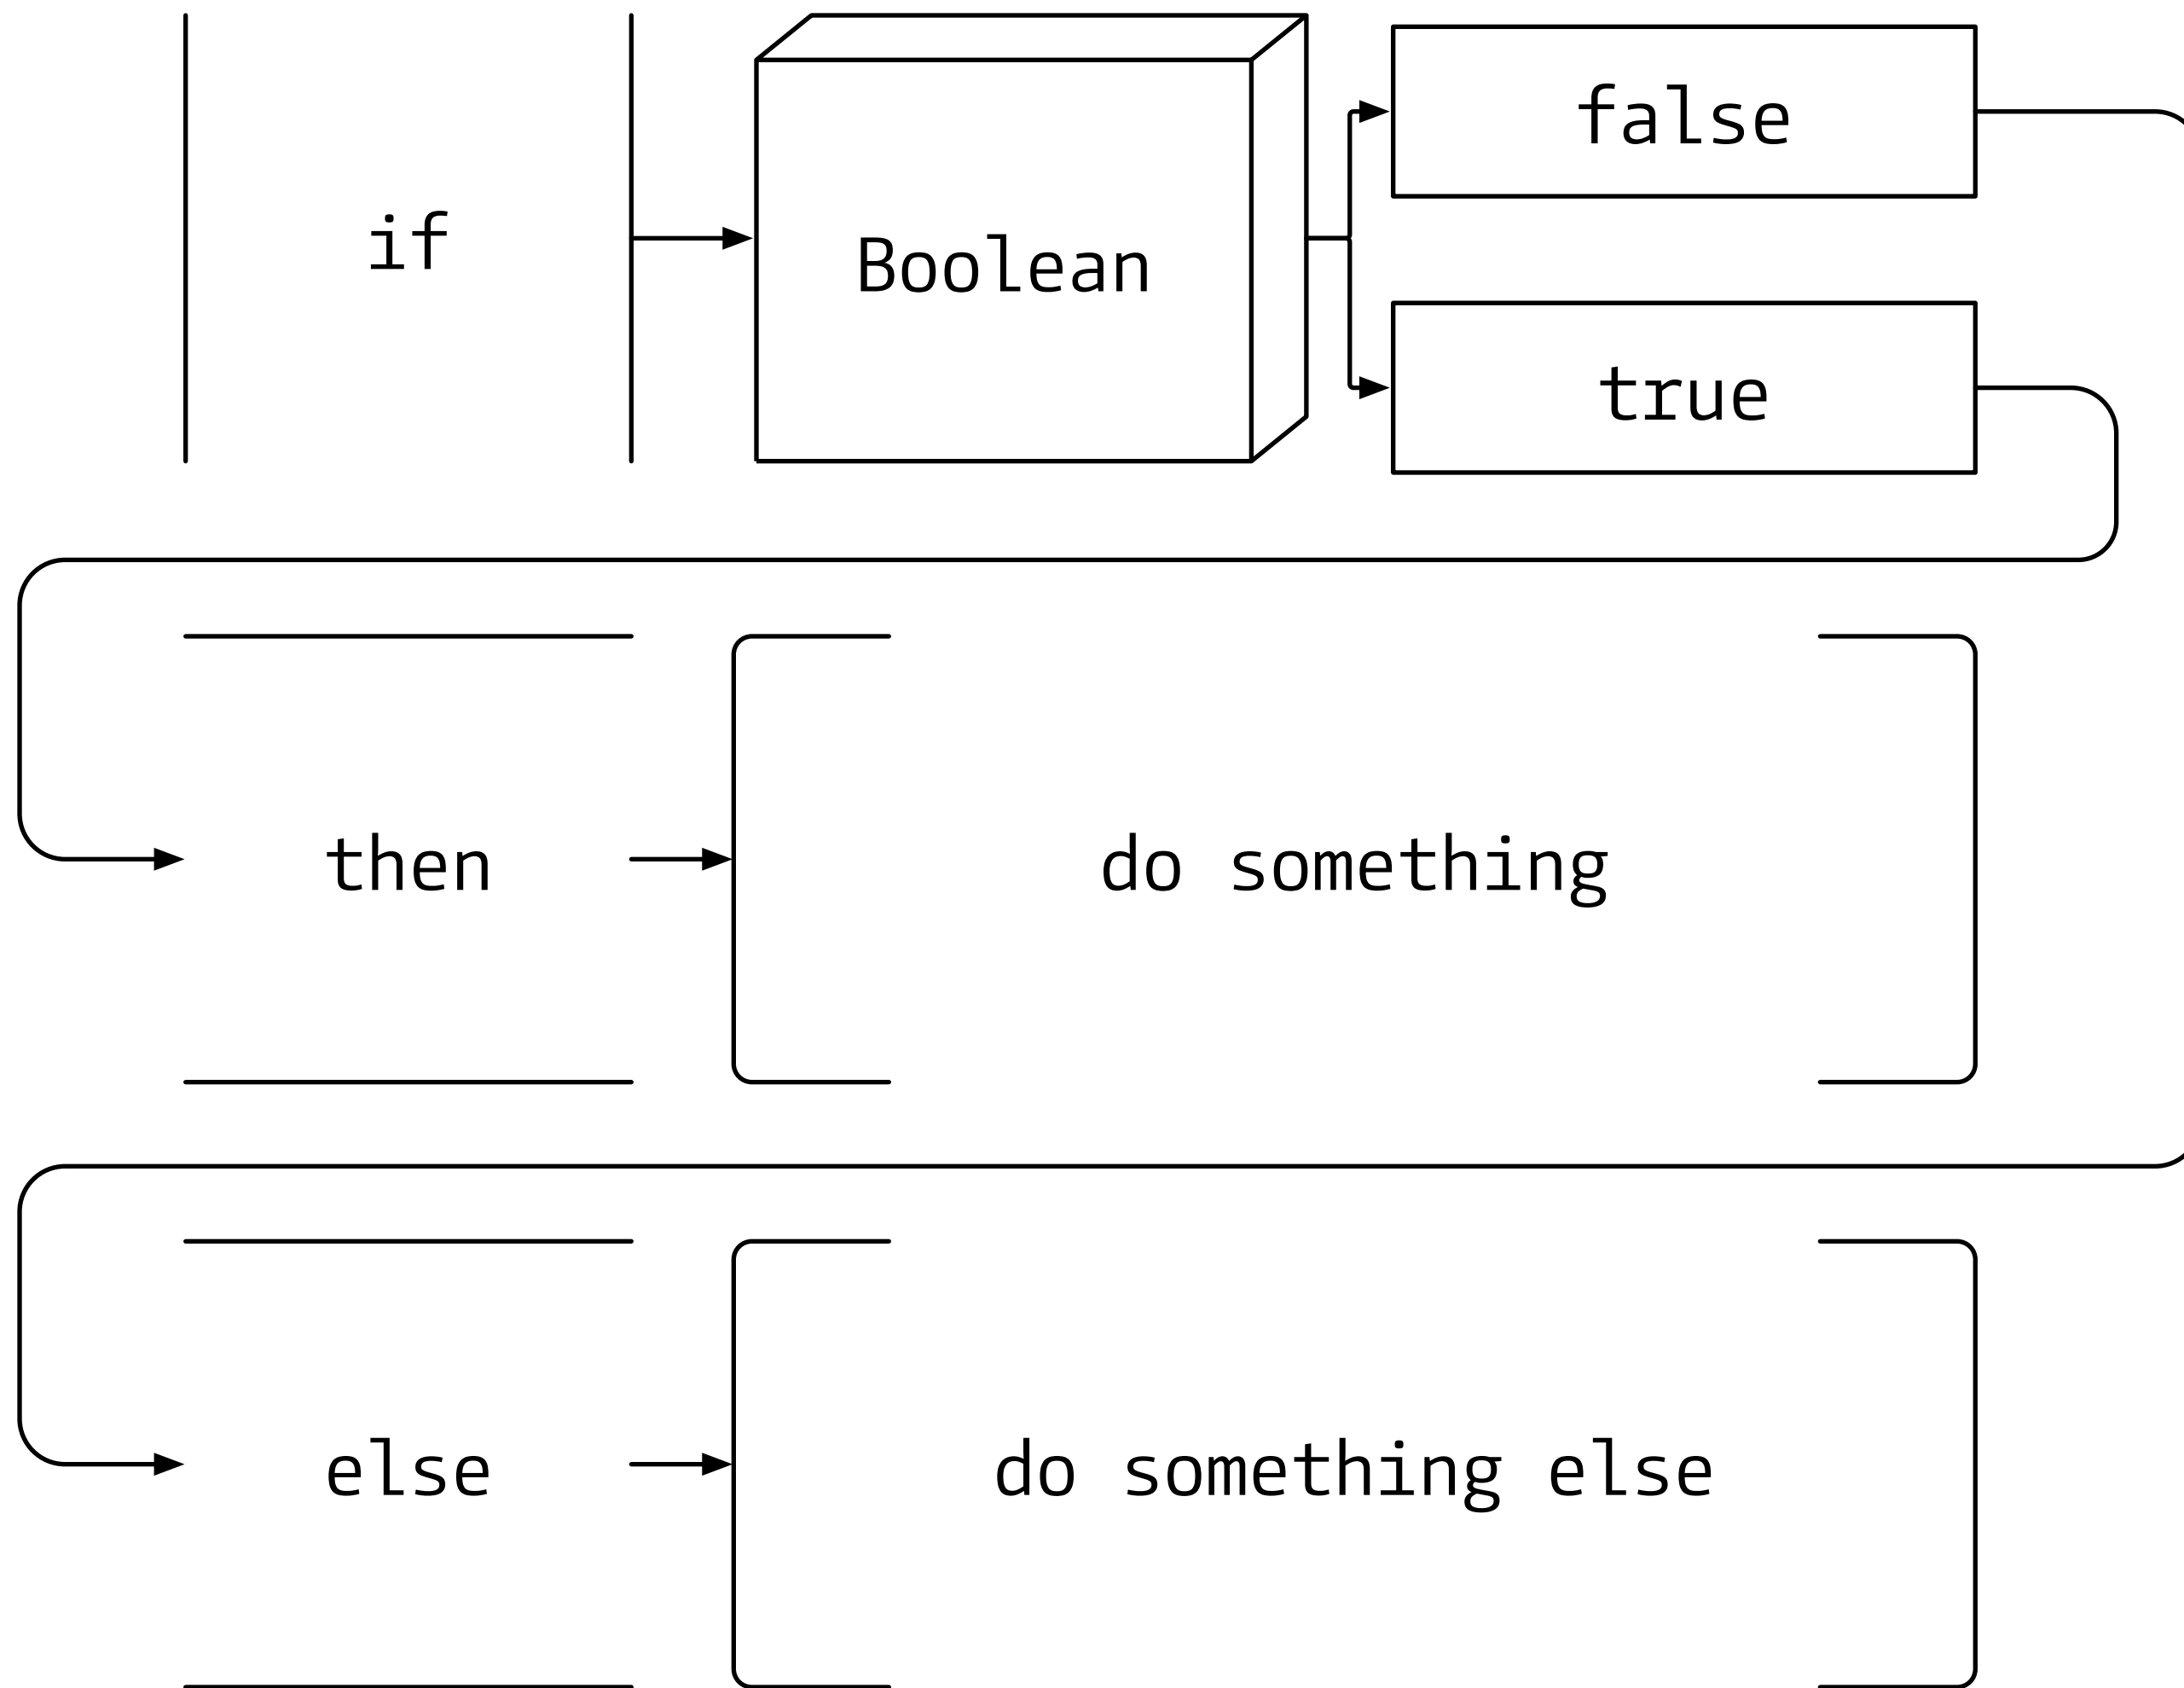 if
Boolean
false
true
then
do something
else
do something else